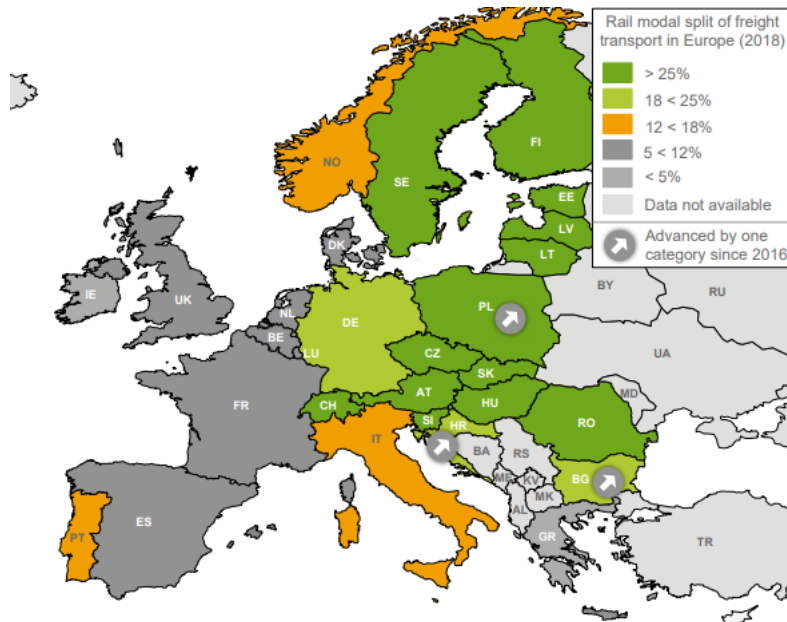 Rail modal split of freight
transport in Europe (2018)
> 25%
18 < 25%
12 < 18%
5 < 12%
< 5%
Data not available
Advanced by one
category since 2016
NO
SE
FI
EE
LV
LT
DK
IE
UK
NL
BE
LU
DE
PL
BY
RU
CZ
SK
UA
FR
CH
AT
HU
MD
SI
HR
RO
IT
BA
RS
ME
KV
BG
MK
AL
PT
ES
GR
TR